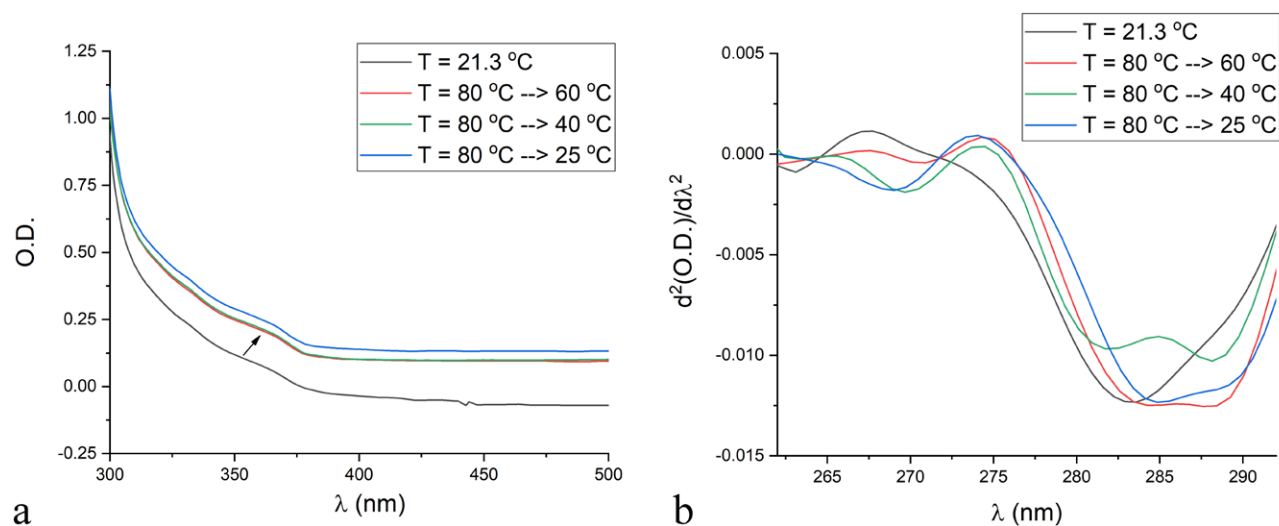 1.25
1.00
0.75
0.50
0.25
0.00
-0.25
O.D.
300
350
400
450
500
λ (nm)
T = 21.3 °C
T = 80 °C --> 60 °C
T = 80 °C --> 40 °C
T = 80 °C --> 25 °C
a
0.005
0.000
-0.005
-0.010
-0.015
d²(O.D.)/dλ²
265
270
275
280
285
290
λ (nm)
T = 21.3 °C
T = 80 °C --> 60 °C
T = 80 °C --> 40 °C
T = 80 °C --> 25 °C
b